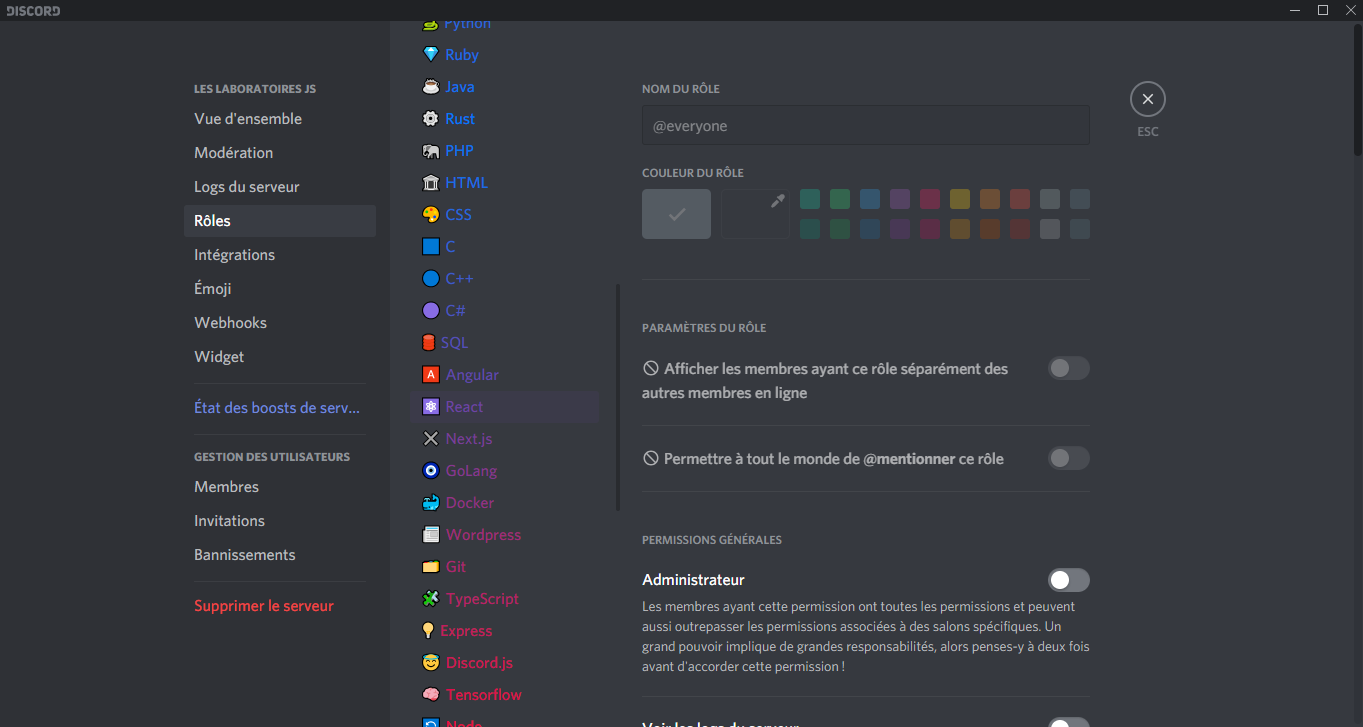 DISCORD
LES LABORATOIRES JS
Vue d'ensemble
Modération
Logs du serveur
Rôles
Intégrations
Émoji
Webhooks
Widget
État des boosts de serv...
GESTION DES UTILISATEURS
Membres
Invitations
Bannissements
Supprimer le serveur
Python
Ruby
Java
Rust
PHP
HTML
CSS
C
C++
C#
SQL
A Angular
React
Next.js
GoLang
Docker
Wordpress
Git
TypeScript
Express
Discord.js
Tensorflow
Node
NOM DU RÔLE
@everyone
COULEUR DU RÔLE
PARAMÈTRES DU RÔLE
Afficher les membres ayant ce rôle séparément des
autres membres en ligne
Permettre à tout le monde de @mentionner ce rôle
PERMISSIONS GÉNÉRALES
Administrateur
Les membres ayant cette permission ont toutes les permissions et peuvent
aussi outrepasser les permissions associées à des salons spécifiques. Un
grand pouvoir implique de grandes responsabilités, alors penses-y à deux fois
avant d'accorder cette permission !
Voir les logs du serveur
ESC